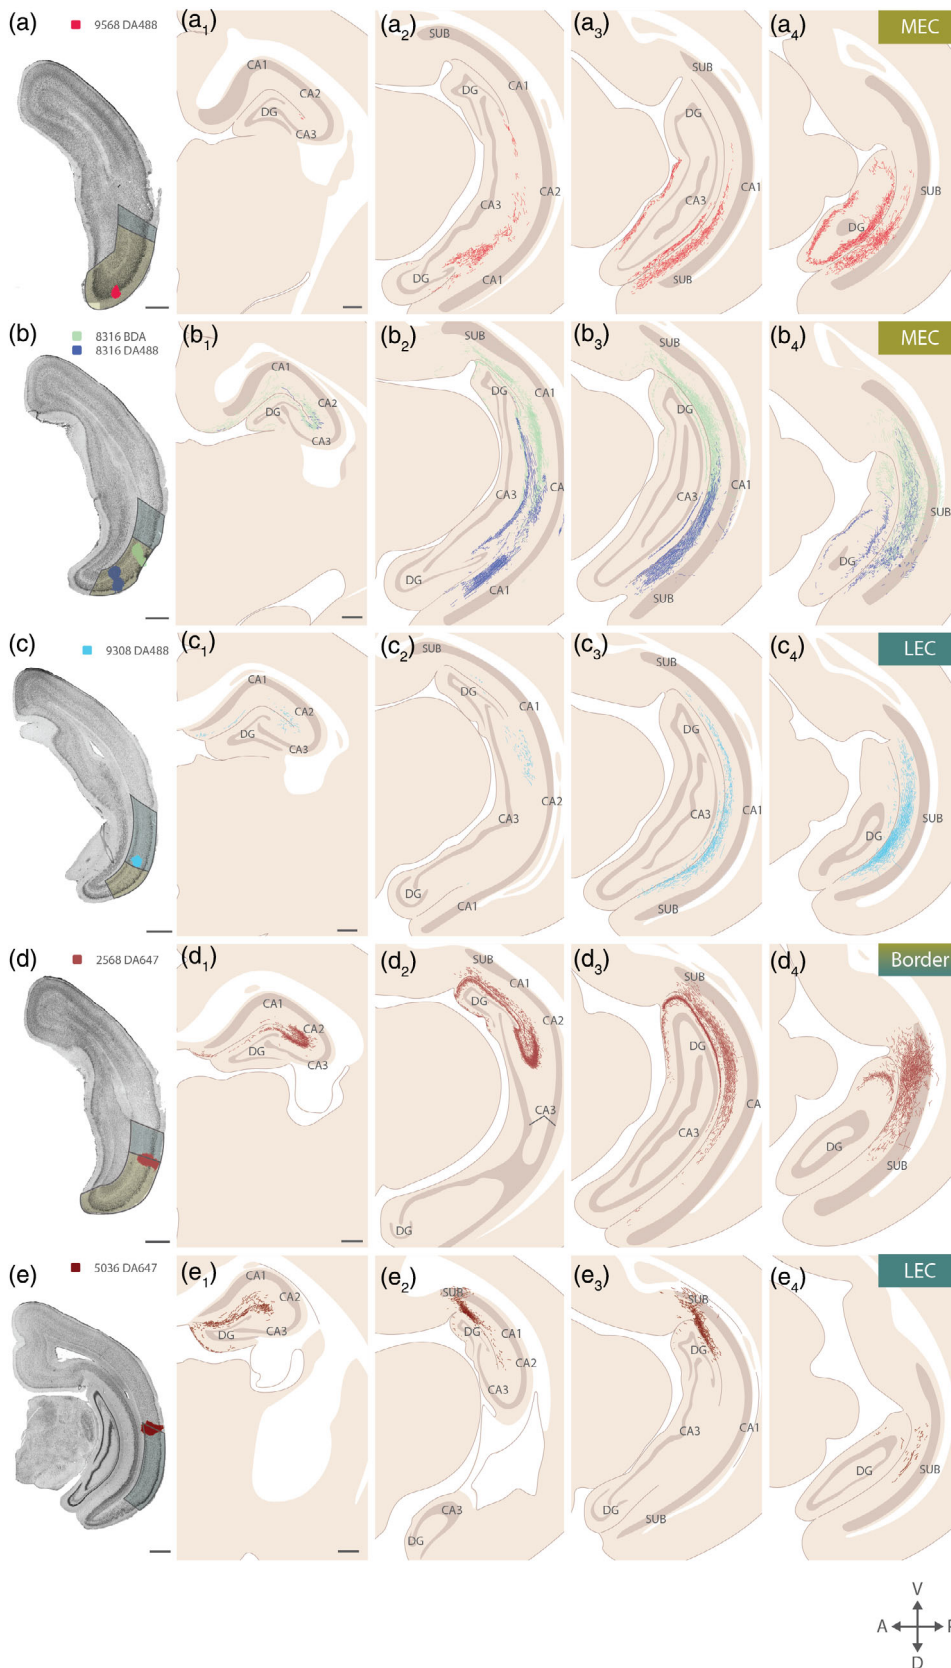 (a)
9568 DA488
(a1)
CA1
CA2
DG
CA3
(a2)
SUB
DG
CA1
CA2
CA3
DG
CA1
(a3)
SUB
DG
CA3
CA1
SUB
(a4)
MEC
SUB
DG
(b)
8316 BDA
8316 DA488
(b1)
CA1
CA2
DG
CA3
(b2)
SUB
DG
CA1
CA3
CA
DG
CA1
(b3)
SUB
DG
CA3
CA1
SUB
(b4)
MEC
SUB
DG
(c)
9308 DA488
(c1)
CA1
CA2
DG
CA3
(c2)
SUB
DG
CA1
CA2
CA3
DG
CA1
(c3)
SUB
DG
CA3
CA1
SUB
(c4)
LEC
SUB
DG
(d)
2568 DA647
(d1)
CA1
CA2
DG
CA3
(d2)
SUB
CA1
DG
CA2
CA3
DG
(d3)
SUB
DG
CA
CA3
(d4)
Border
DG
SUB
(e)
5036 DA647
(e1)
CA1
CA2
DG
CA3
(e2)
SUB
DG
CA1
CA2
CA3
CA3
DG
(e3)
SUB
DG
CA1
CA3
DG
SUB
(e4)
LEC
DG
SUB
V
A
P
D